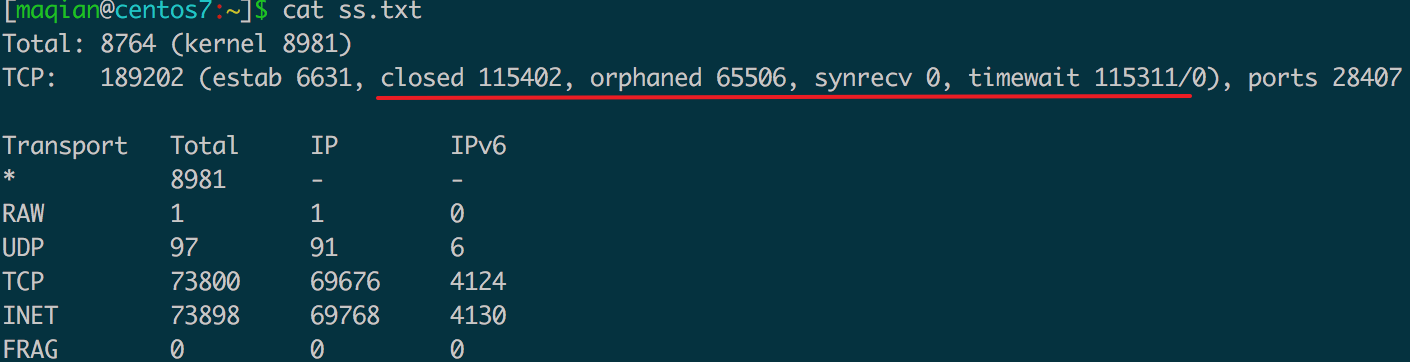 [maqian@centos7:~]$ cat ss.txt
Total: 8764 (kernel 8981)
TCP:   189202 (estab 6631, closed 115402, orphaned 65506, synrecv 0, timewait 115311/0), ports 28407
Transport Total     IP        IPv6
*         8981      -         -
RAW       1         1         0
UDP       97        91        6
TCP       73800     69676     4124
INET      73898     69768     4130
FRAG      0         0         0